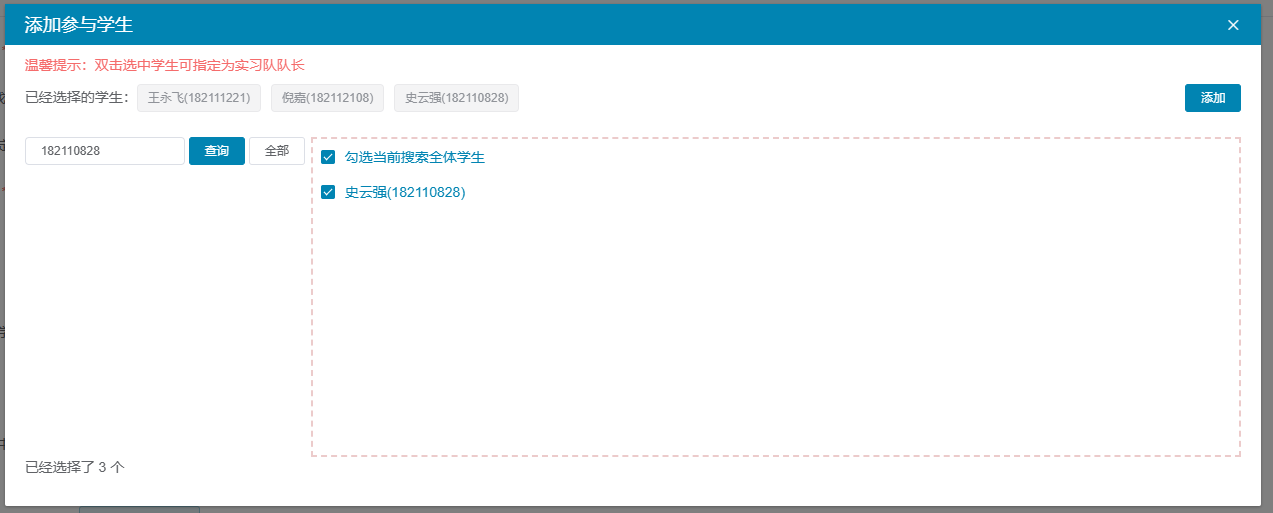 添加参与学生
温馨提示：双击选中学生可指定为实习队队长
已经选择的学生： 王永飞(182111221) 倪嘉(182112108) 史云强(182110828) 添加
182110828 查询 全部
勾选当前搜索全体学生
史云强(182110828)
已经选择了 3 个